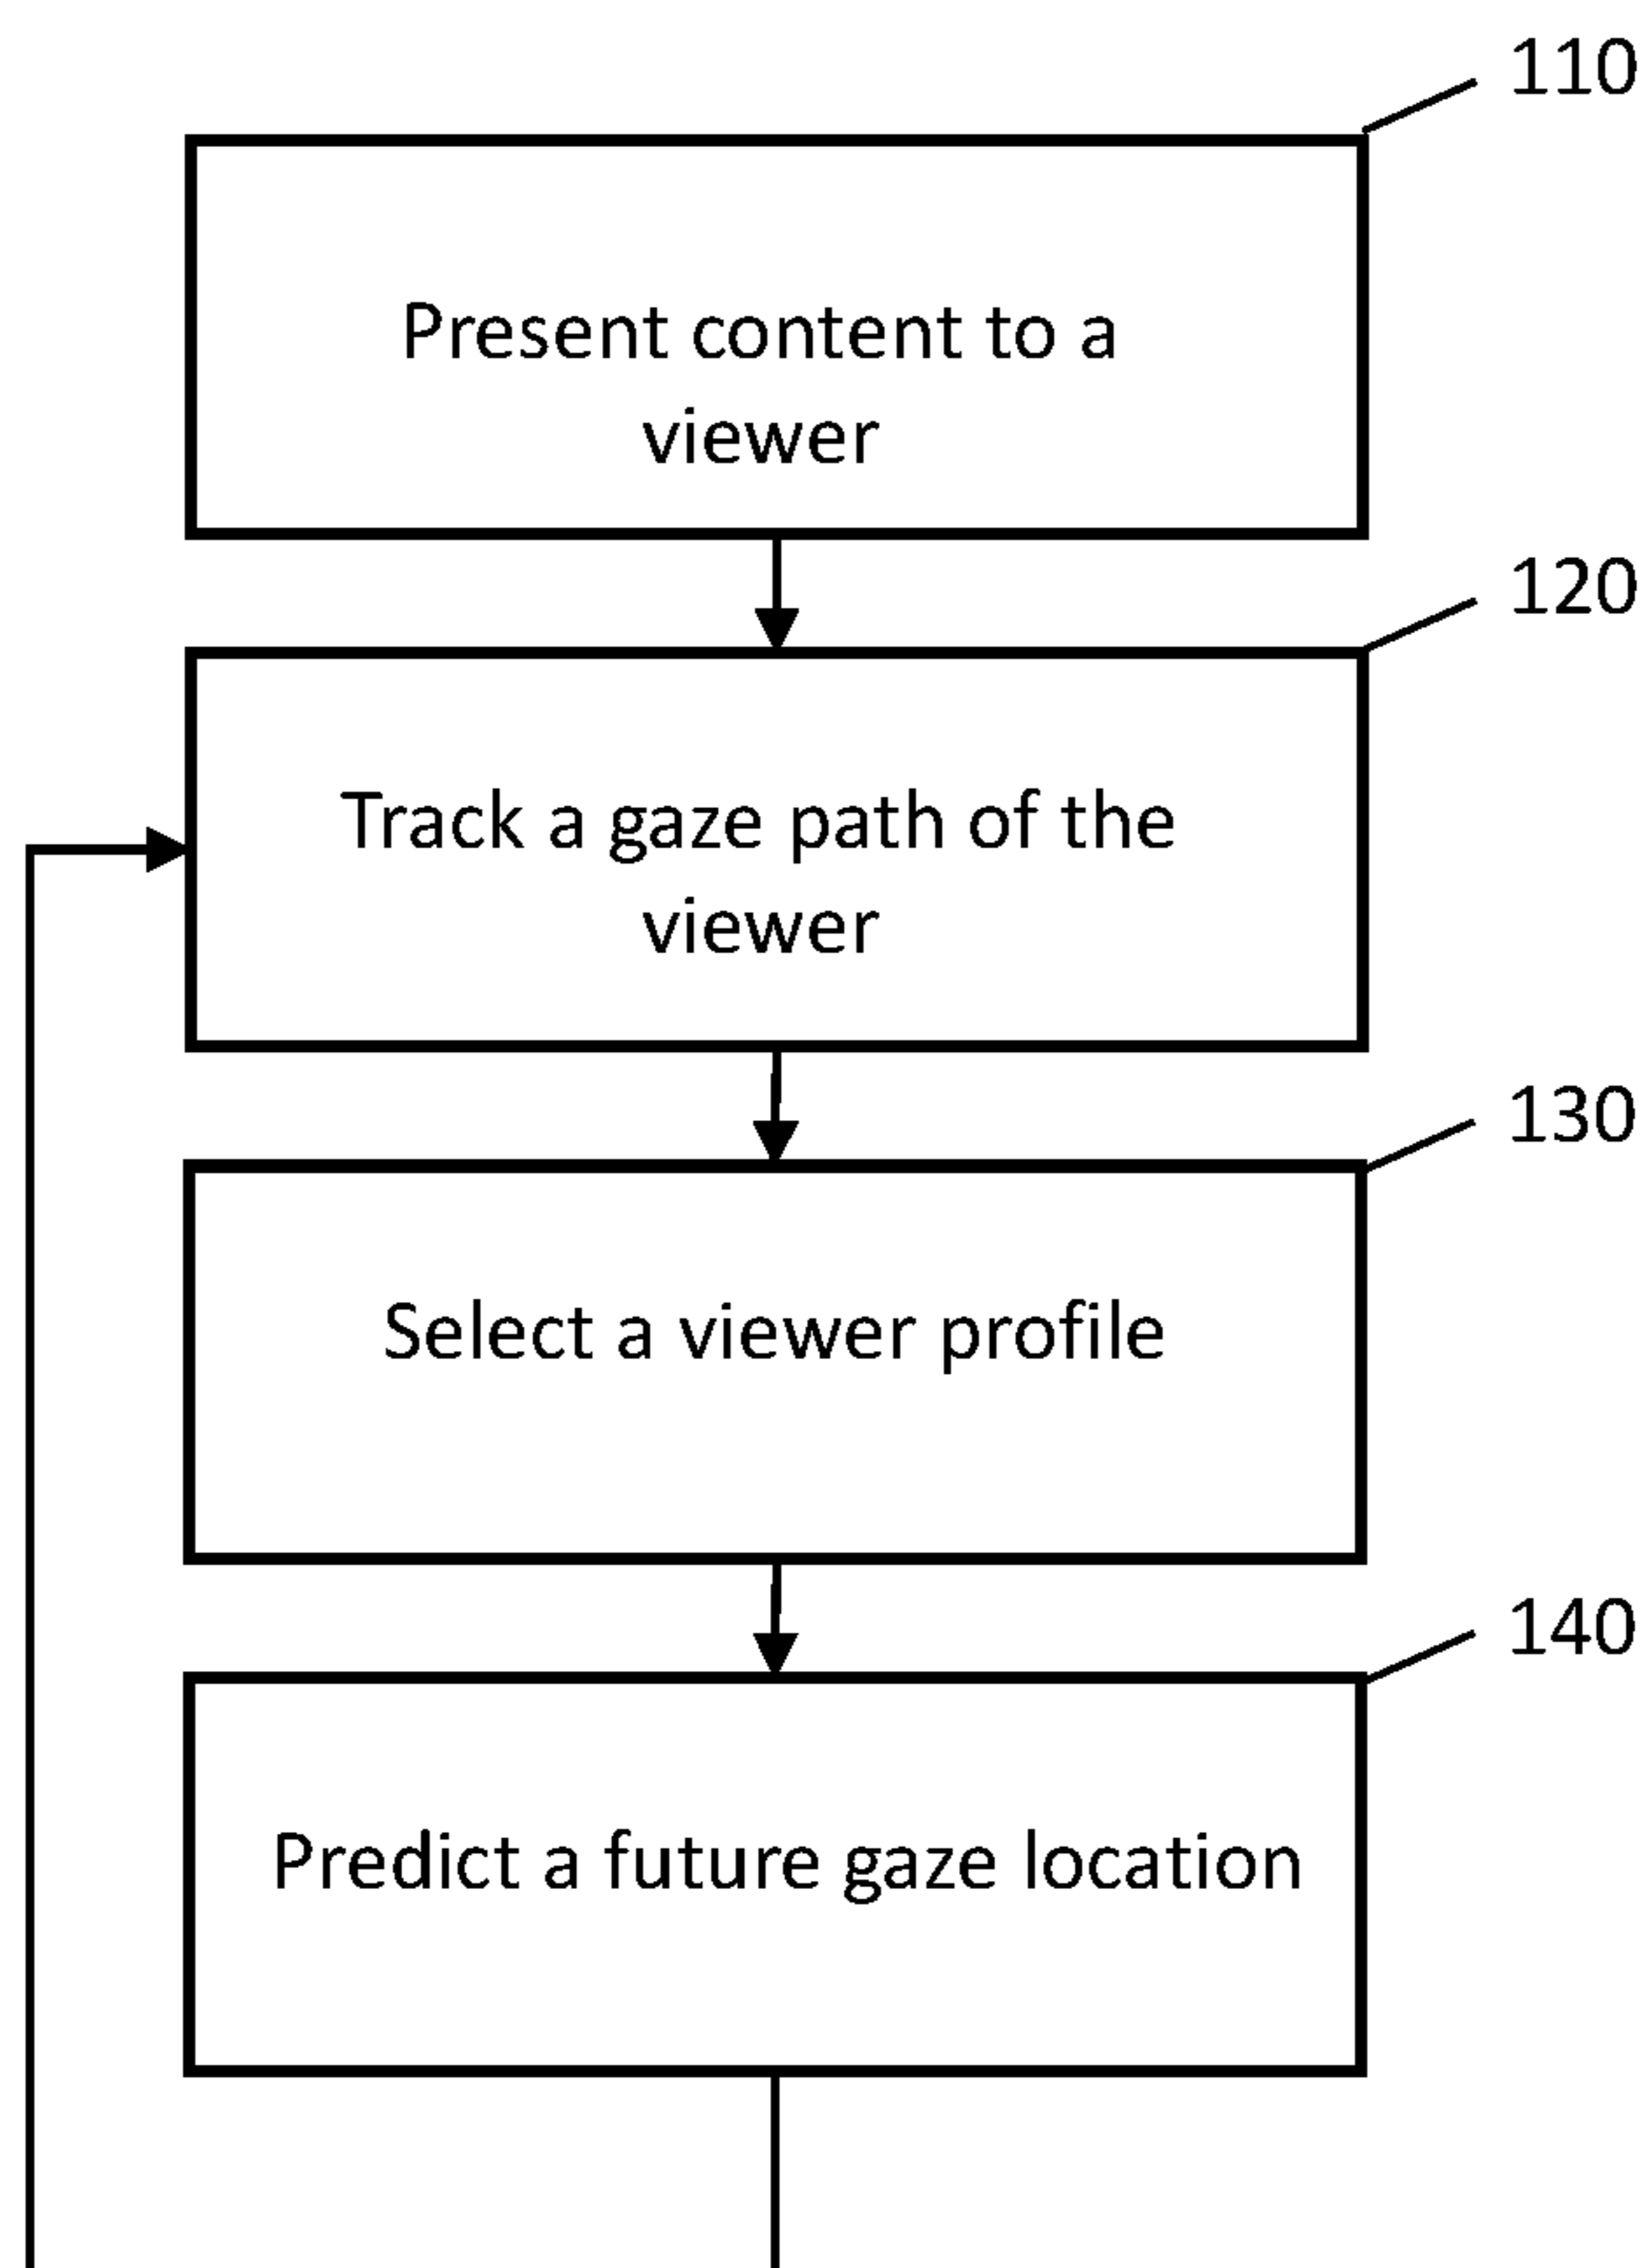 110
Present content to a
viewer
120
Track a gaze path of the
viewer
130
Select a viewer profile
140
Predict a future gaze location